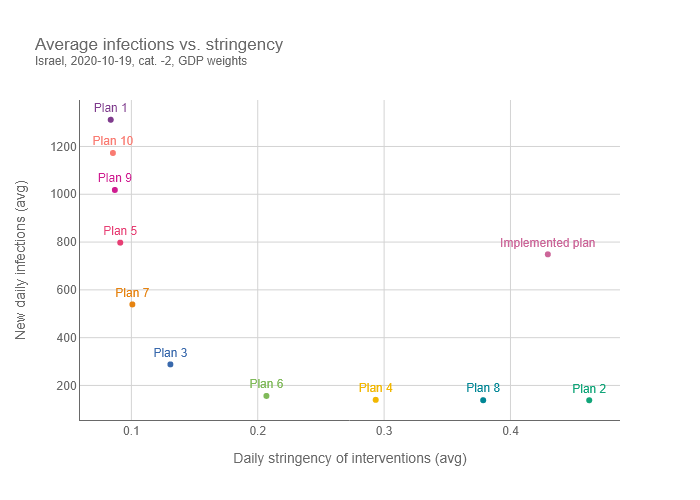 Average infections vs. stringency
Israel, 2020-10-19, cat. -2, GDP weights
New daily infections (avg)
1200
1000
800
600
400
200
Plan 1
Plan 10
Plan 9
Plan 5
Implemented plan
Plan 7
Plan 3
Plan 6
Plan 4
Plan 8
Plan 2
0.1
0.2
0.3
0.4
Daily stringency of interventions (avg)